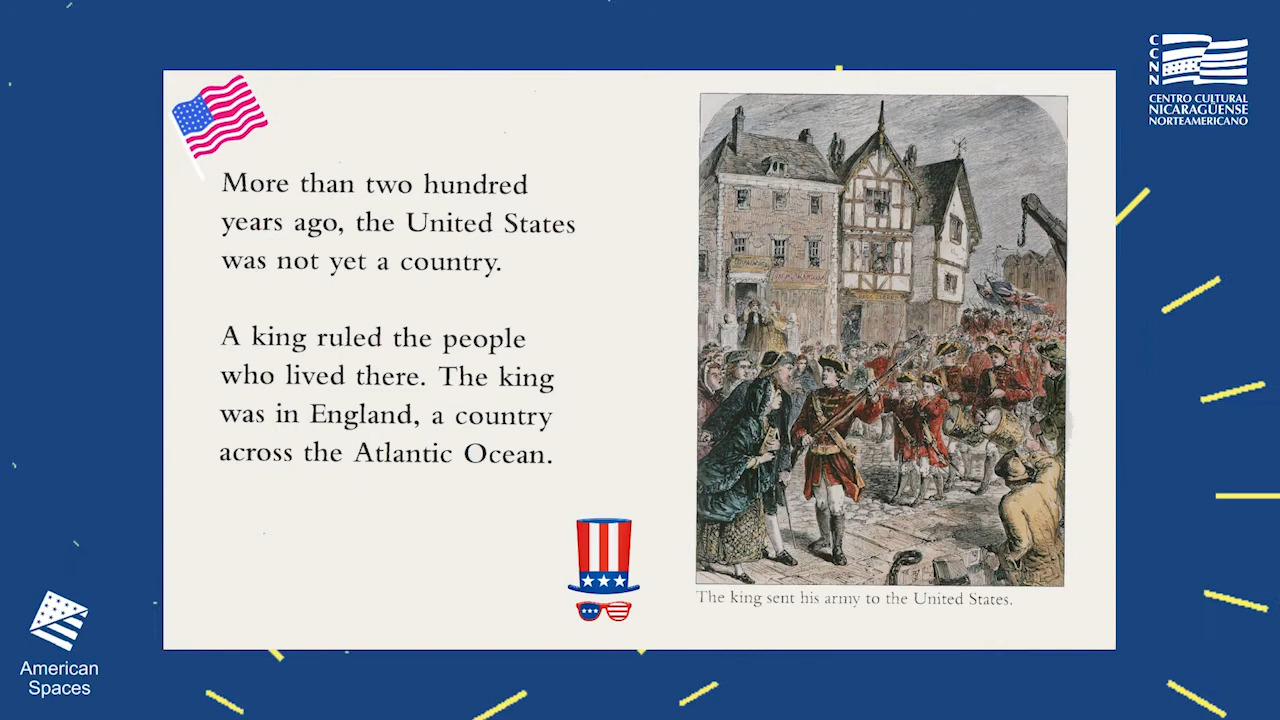 More than two hundred
years ago, the United States
was not yet a country.
A king ruled the people
who lived there. The king
was in England, a country
across the Atlantic Ocean.
The king sent his army to the United States.
CCNN
CENTRO CULTURAL
NICARAGÜENSE
NORTEAMERICANO
American
Spaces